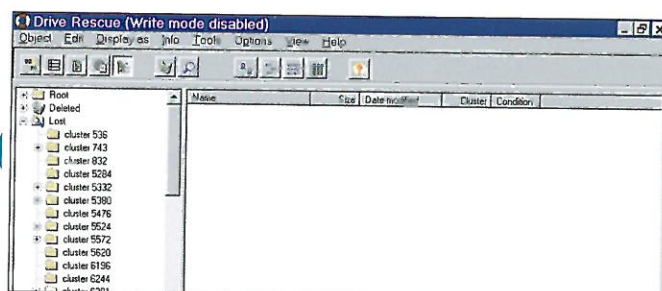 Drive Rescue (Write mode disabled)
Object Edit Display as Info Tools Options View Help
Root
Deleted
Lost
cluster 536
cluster 743
cluster 832
cluster 5284
cluster 5332
cluster 5380
cluster 5476
cluster 5524
cluster 5572
cluster 5620
cluster 6196
cluster 6244
Name Size Date modified Cluster Condition